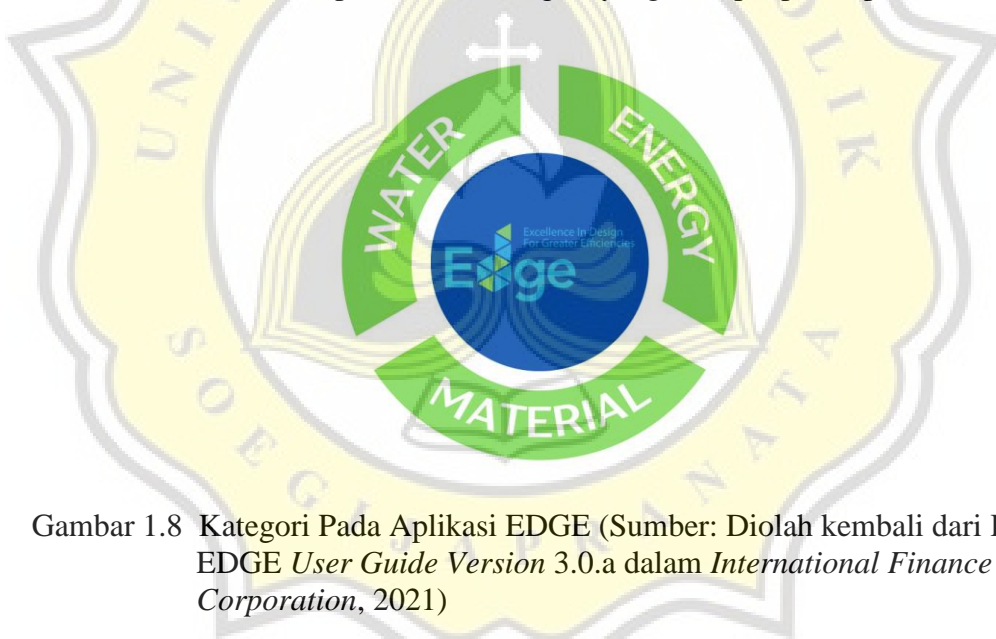 WATER
ENERGY
Excellence In Design
For Greater Efficiencies
Edge
MATERIAL
Gambar 1.8 Kategori Pada Aplikasi EDGE (Sumber: Diolah kembali dari
EDGE User Guide Version 3.0.a dalam International Finance
Corporation, 2021)
SOEGIJAPRANATA